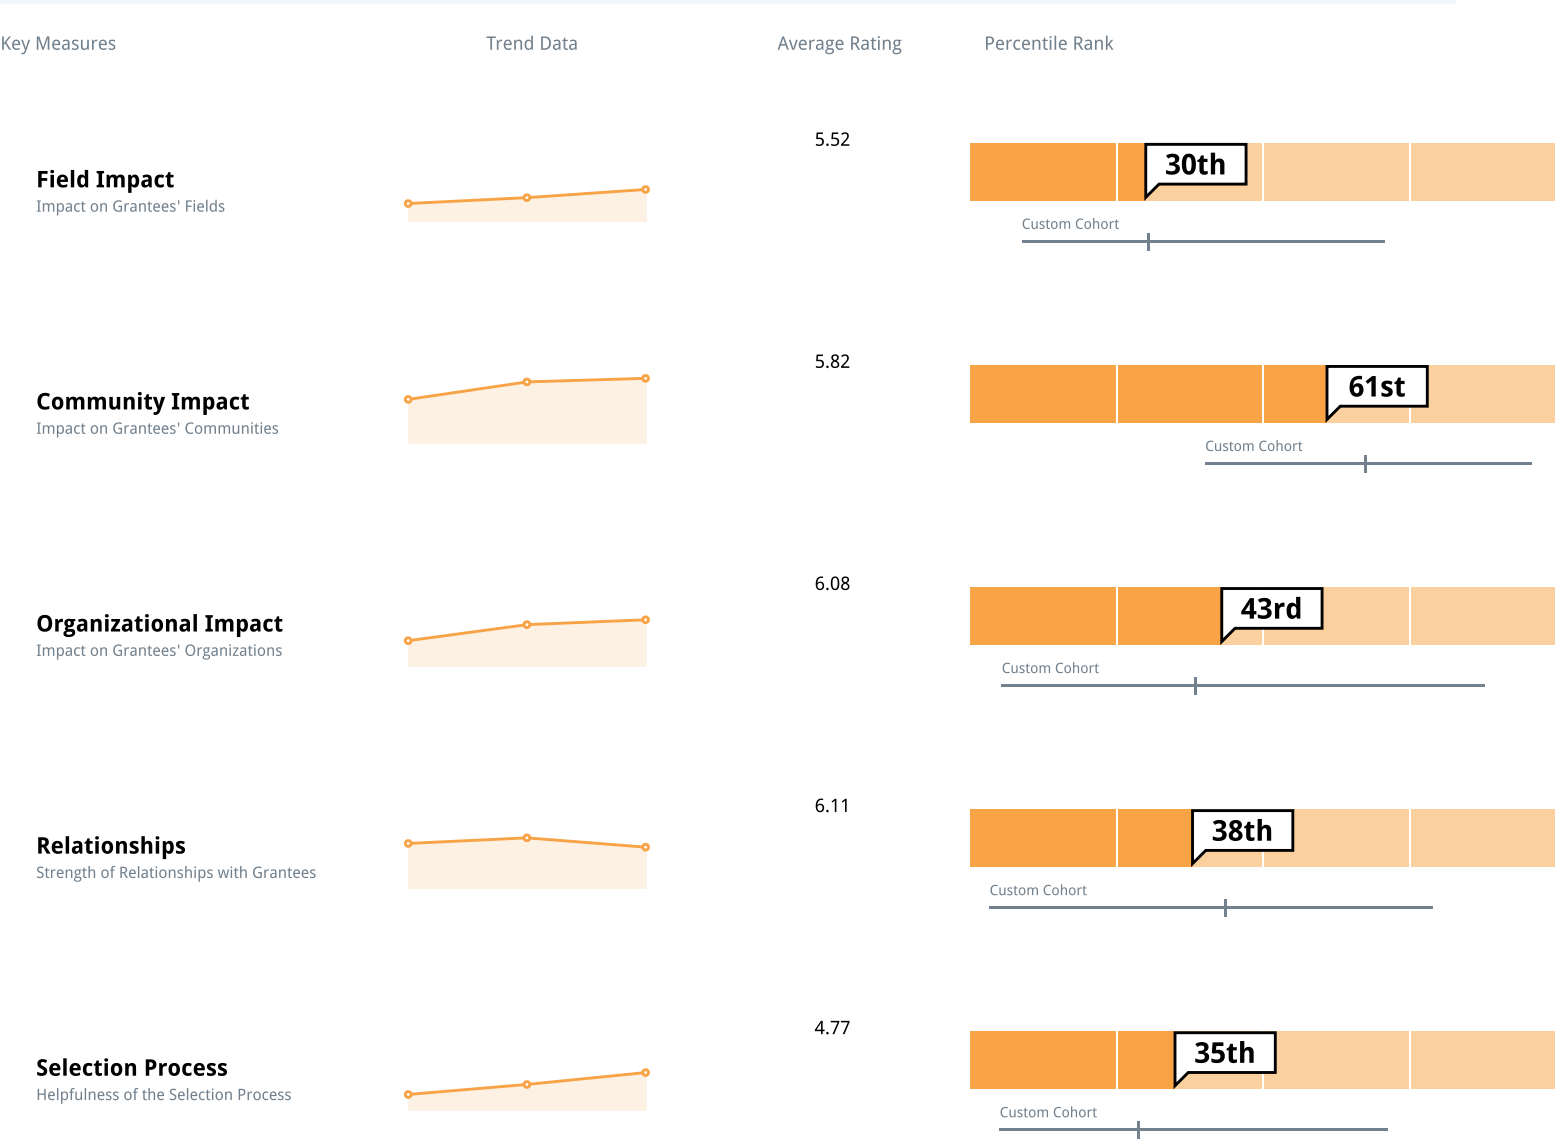 Key Measures
Trend Data
Average Rating
Percentile Rank
Field Impact
Impact on Grantees' Fields
5.52
30th
Custom Cohort
Community Impact
Impact on Grantees' Communities
5.82
61st
Custom Cohort
Organizational Impact
Impact on Grantees' Organizations
6.08
43rd
Custom Cohort
Relationships
Strength of Relationships with Grantees
6.11
38th
Custom Cohort
Selection Process
Helpfulness of the Selection Process
4.77
35th
Custom Cohort